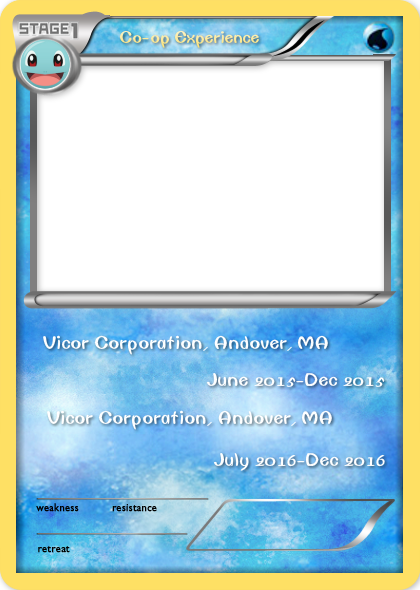 STAGE1
Co-op Experience
Vicor Corporation, Andover, MA
June 2015-Dec 2015
Vicor Corporation, Andover, MA
July 2016-Dec 2016
weakness resistance
retreat